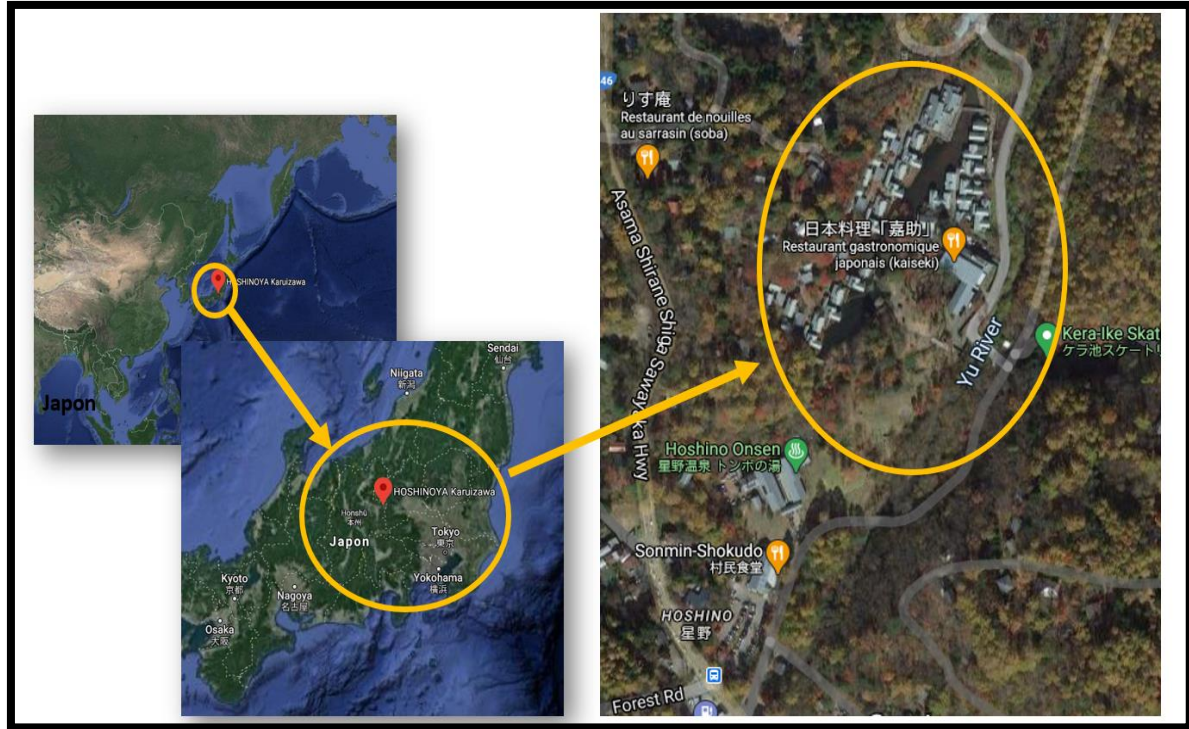 HOSHINOYA Karuizawa
Japon
Sendai
仙台
Niigata
新潟
HOSHINOYA Karuizawa
Honshū
本州
Japon
Tokyo
東京
Yokohama
横浜
Kyoto
京都
Nagoya
名古屋
Osaka
大阪
46
りす庵
Restaurant de nouilles
au sarrasin (soba)
Asama Shirane Shiga Sawayaka Hwy
日本料理「嘉助」
Restaurant gastronomique
japonais (kaiseki)
Yu River
Kera-Ike Skat
ケラ池スケート
Hoshino Onsen
星野温泉 トンボの湯
Sonmin-Shokudo
村民食堂
HOSHINO
星野
Forest Rd